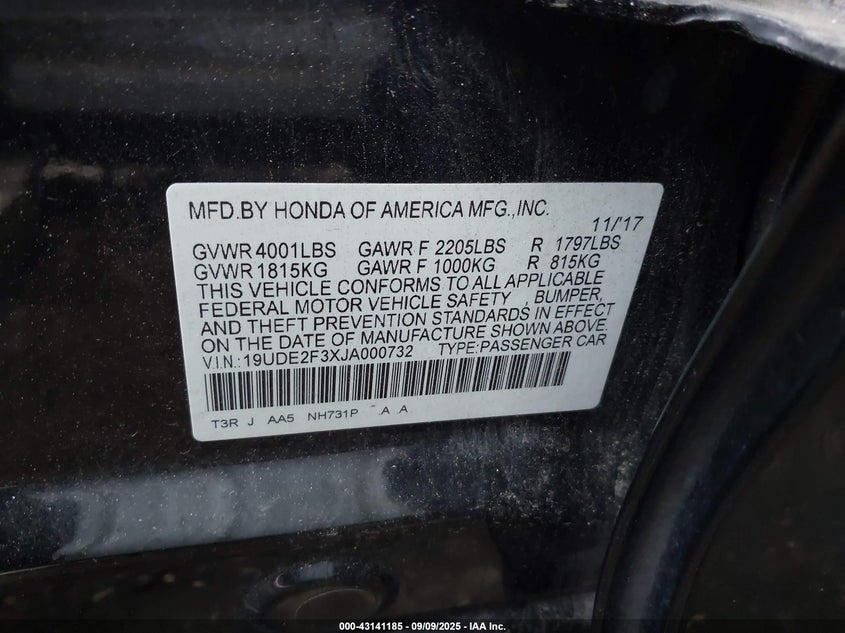 MFD.BY HONDA OF AMERICA MFG.,INC.
11/'17
GVWR 4001LBS GAWR F 2205LBS R 1797LBS
GVWR 1815KG GAWR F 1000KG R 815KG
THIS VEHICLE CONFORMS TO ALL APPLICABLE
FEDERAL MOTOR VEHICLE SAFETY , BUMPER,
AND THEFT PREVENTION STANDARDS IN EFFECT
ON THE DATE OF MANUFACTURE SHOWN ABOVE.
V.I.N.: 19UDE2F3XJA000732 TYPE:PASSENGER CAR
T3R J AA5 NH731P .A A
000-43141185 - 09/09/2025 - IAA Inc.